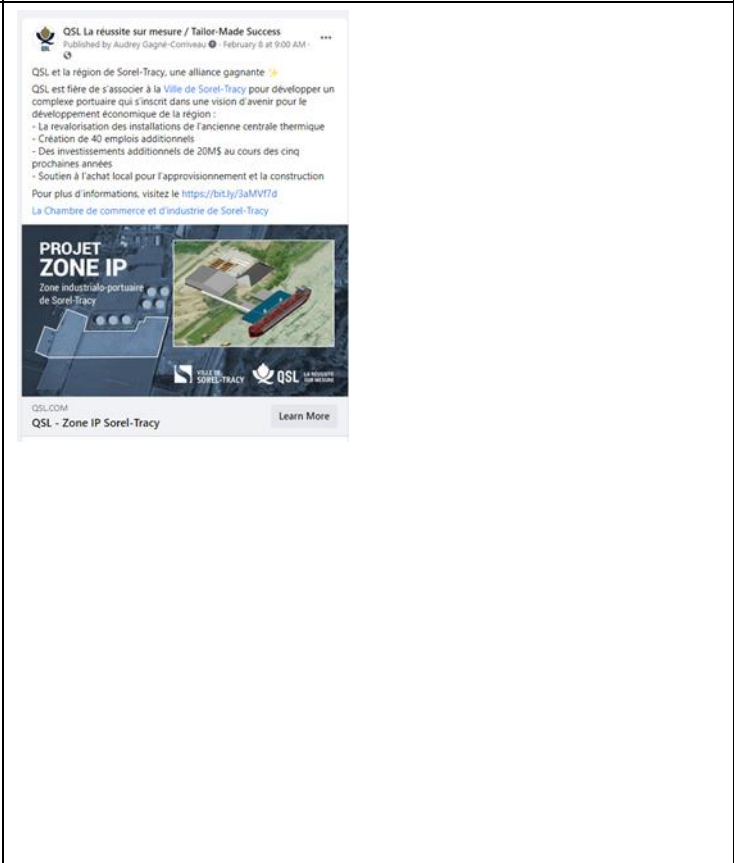 QSL La réussite sur mesure / Tailor-Made Success
Published by Audrey Gagné-Corriveau · February 8 at 9:00 AM ·
QSL et la région de Sorel-Tracy, une alliance gagnante ✨
QSL est fière de s'associer à la Ville de Sorel-Tracy pour développer un
complexe portuaire qui s'inscrit dans une vision d'avenir pour le
développement économique de la région :
- La revalorisation des installations de l'ancienne centrale thermique
- Création de 40 emplois additionnels
- Des investissements additionnels de 20M$ au cours des cinq
prochaines années
- Soutien à l'achat local pour l'approvisionnement et la construction
Pour plus d'informations, visitez le https://bit.ly/3aMVf7d
La Chambre de commerce et d'industrie de Sorel-Tracy
PROJET
ZONE IP
Zone industrialo-portuaire
de Sorel-Tracy
VILLE DE
SOREL-TRACY
QSL
LA RÉUSSITE
SUR MESURE
QSL.COM
QSL - Zone IP Sorel-Tracy
Learn More